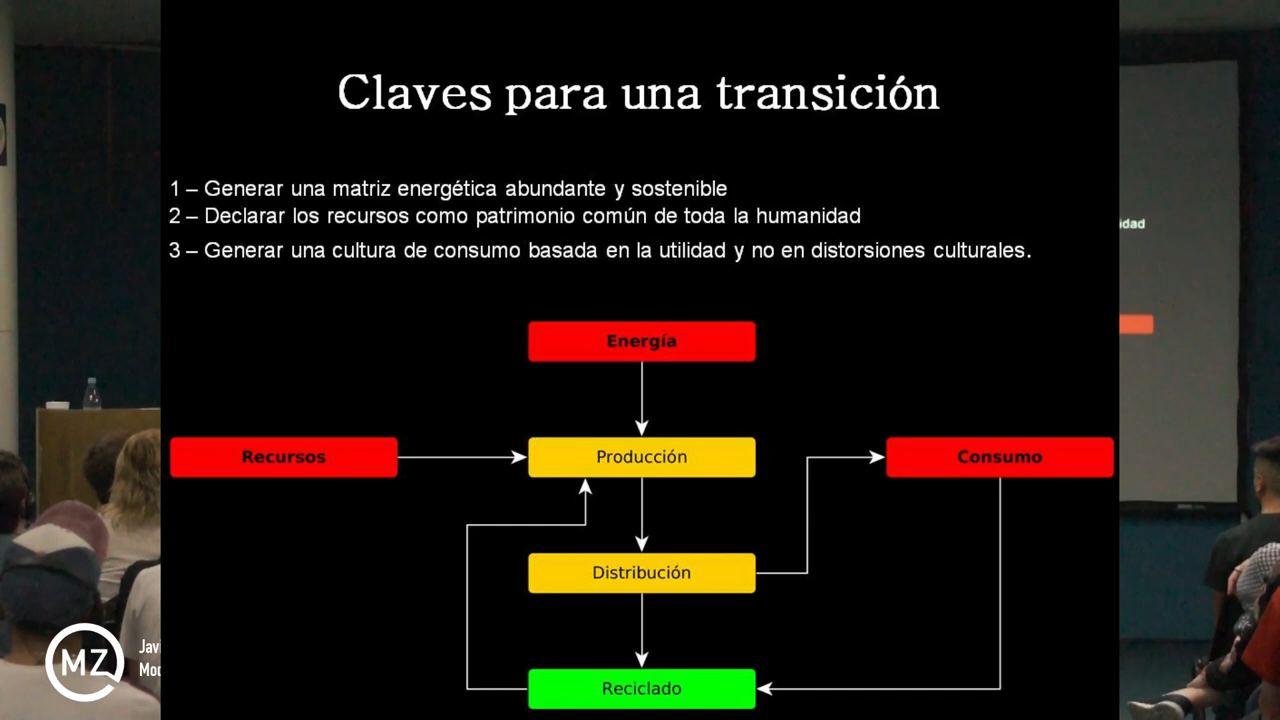 Claves para una transición
1 – Generar una matriz energética abundante y sostenible
2 – Declarar los recursos como patrimonio común de toda la humanidad
3 – Generar una cultura de consumo basada en la utilidad y no en distorsiones culturales.
Energía
Recursos
Producción
Consumo
Distribución
Reciclado
MZ